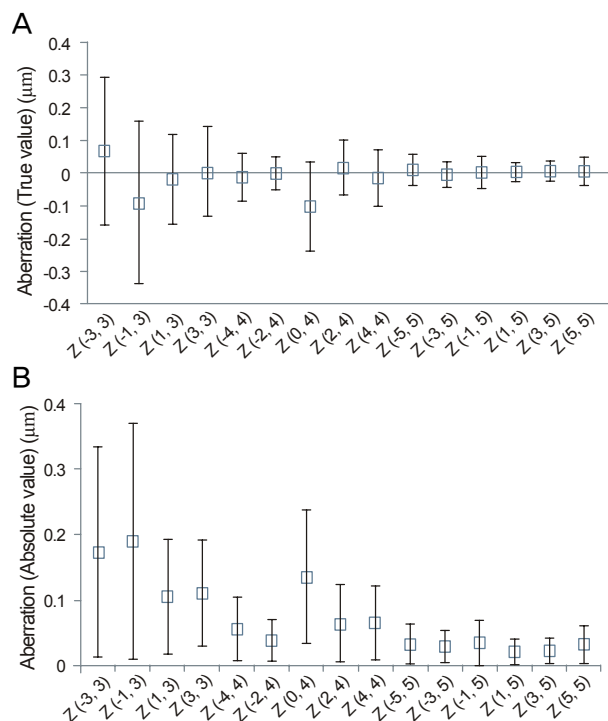 A
Aberration (True value) (μm)
0.4
0.3
0.2
0.1
0
-0.1
-0.2
-0.3
-0.4
Z (-3, 3)
Z (-1, 3)
Z (1, 3)
Z (3, 3)
Z (-4, 4)
Z (-2, 4)
Z (0, 4)
Z (2, 4)
Z (4, 4)
Z (-5, 5)
Z (-3, 5)
Z (-1, 5)
Z (1, 5)
Z (3, 5)
Z (5, 5)
B
Aberration (Absolute value) (μm)
0.4
0.3
0.2
0.1
0
Z (-3, 3)
Z (-1, 3)
Z (1, 3)
Z (3, 3)
Z (-4, 4)
Z (-2, 4)
Z (0, 4)
Z (2, 4)
Z (4, 4)
Z (-5, 5)
Z (-3, 5)
Z (-1, 5)
Z (1, 5)
Z (3, 5)
Z (5, 5)